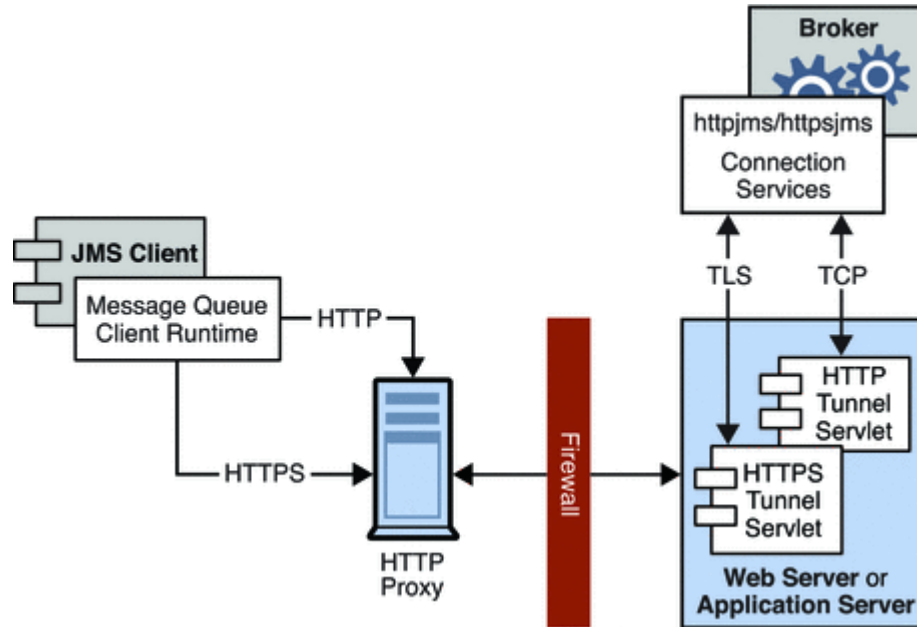 Broker
httpjms/httpsjms
Connection
Services
JMS Client
Message Queue
Client Runtime
HTTP
HTTPS
HTTP
Proxy
Firewall
TLS
TCP
HTTP
Tunnel
Servlet
HTTPS
Tunnel
Servlet
Web Server or
Application Server